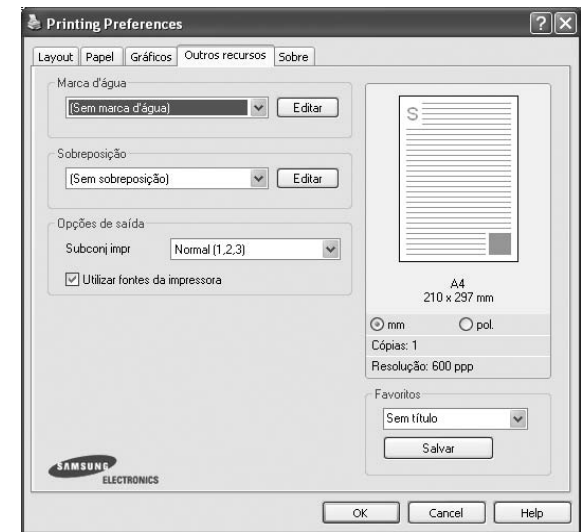 Printing Preferences
Layout Papel Gráficos Outros recursos Sobre
Marca d'água
(Sem marca d'água) Editar
Sobreposição
(Sem sobreposição) Editar
Opções de saída
Subconj impr Normal (1,2,3)
Utilizar fontes da impressora
S
A4
210 x 297 mm
mm pol.
Cópias: 1
Resolução: 600 ppp
Favoritos
Sem título
Salvar
SAMSUNG
ELECTRONICS
OK Cancel Help